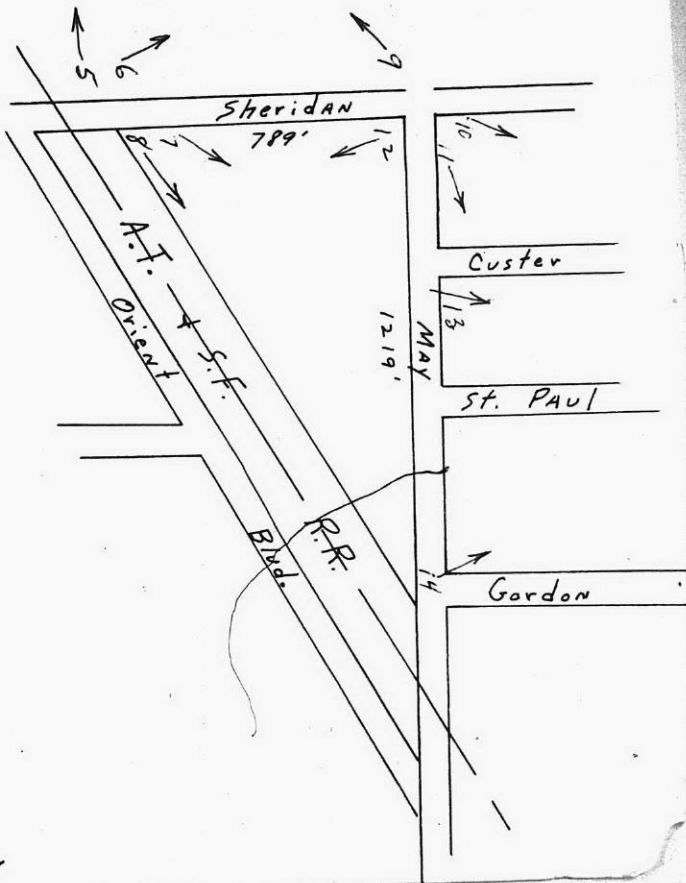 5
6
9
Sheridan
789'
8
7
12
10
11
A.T. & S.F.
Orient
Custer
13
MAY
1219'
St. PAUL
R.R.
Blvd.
14
Gordon